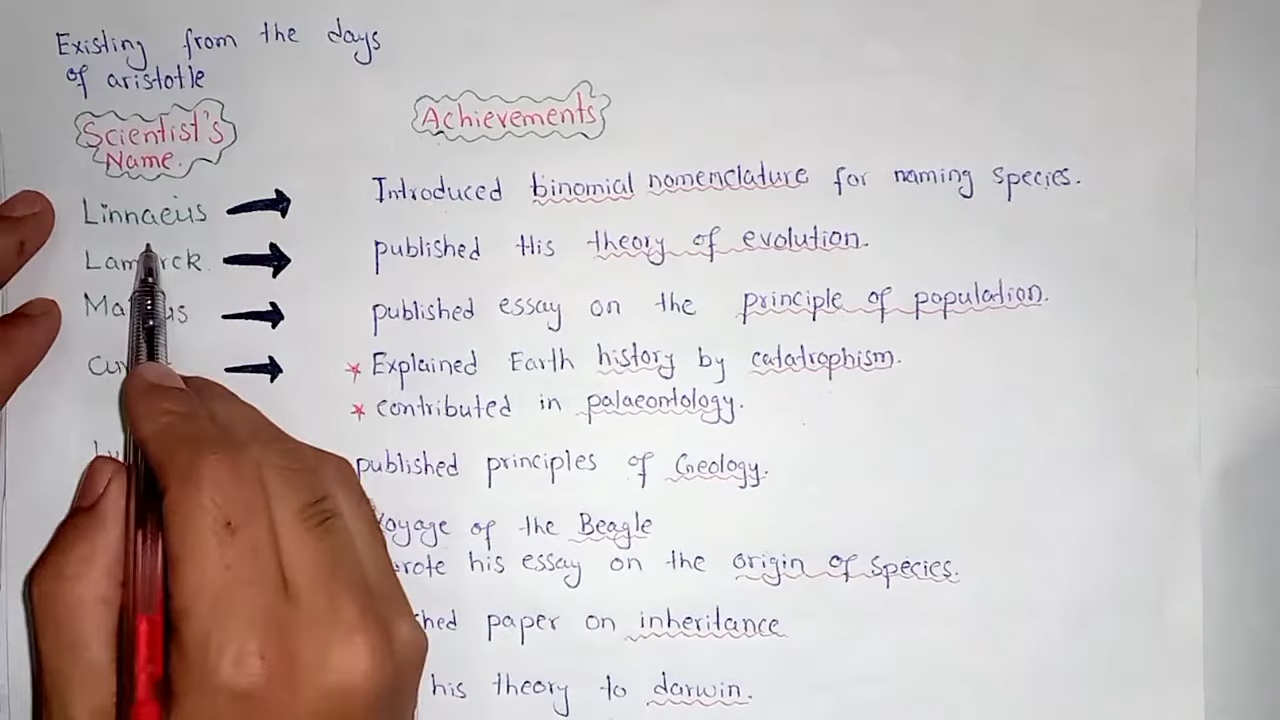 Existing from the days
of aristotle
Scientist's
Name.
Achievements
Linnaeus → Introduced binomial nomenclature for naming species.
→ published His theory of evolution.
→ published essay on the principle of population.
→ * Explained Earth history by catatrophism.
* contributed in palaeontology.
published principles of Geology.
voyage of the Beagle
his essay on the origin of species.
paper on inheritance
his theory to darwin.